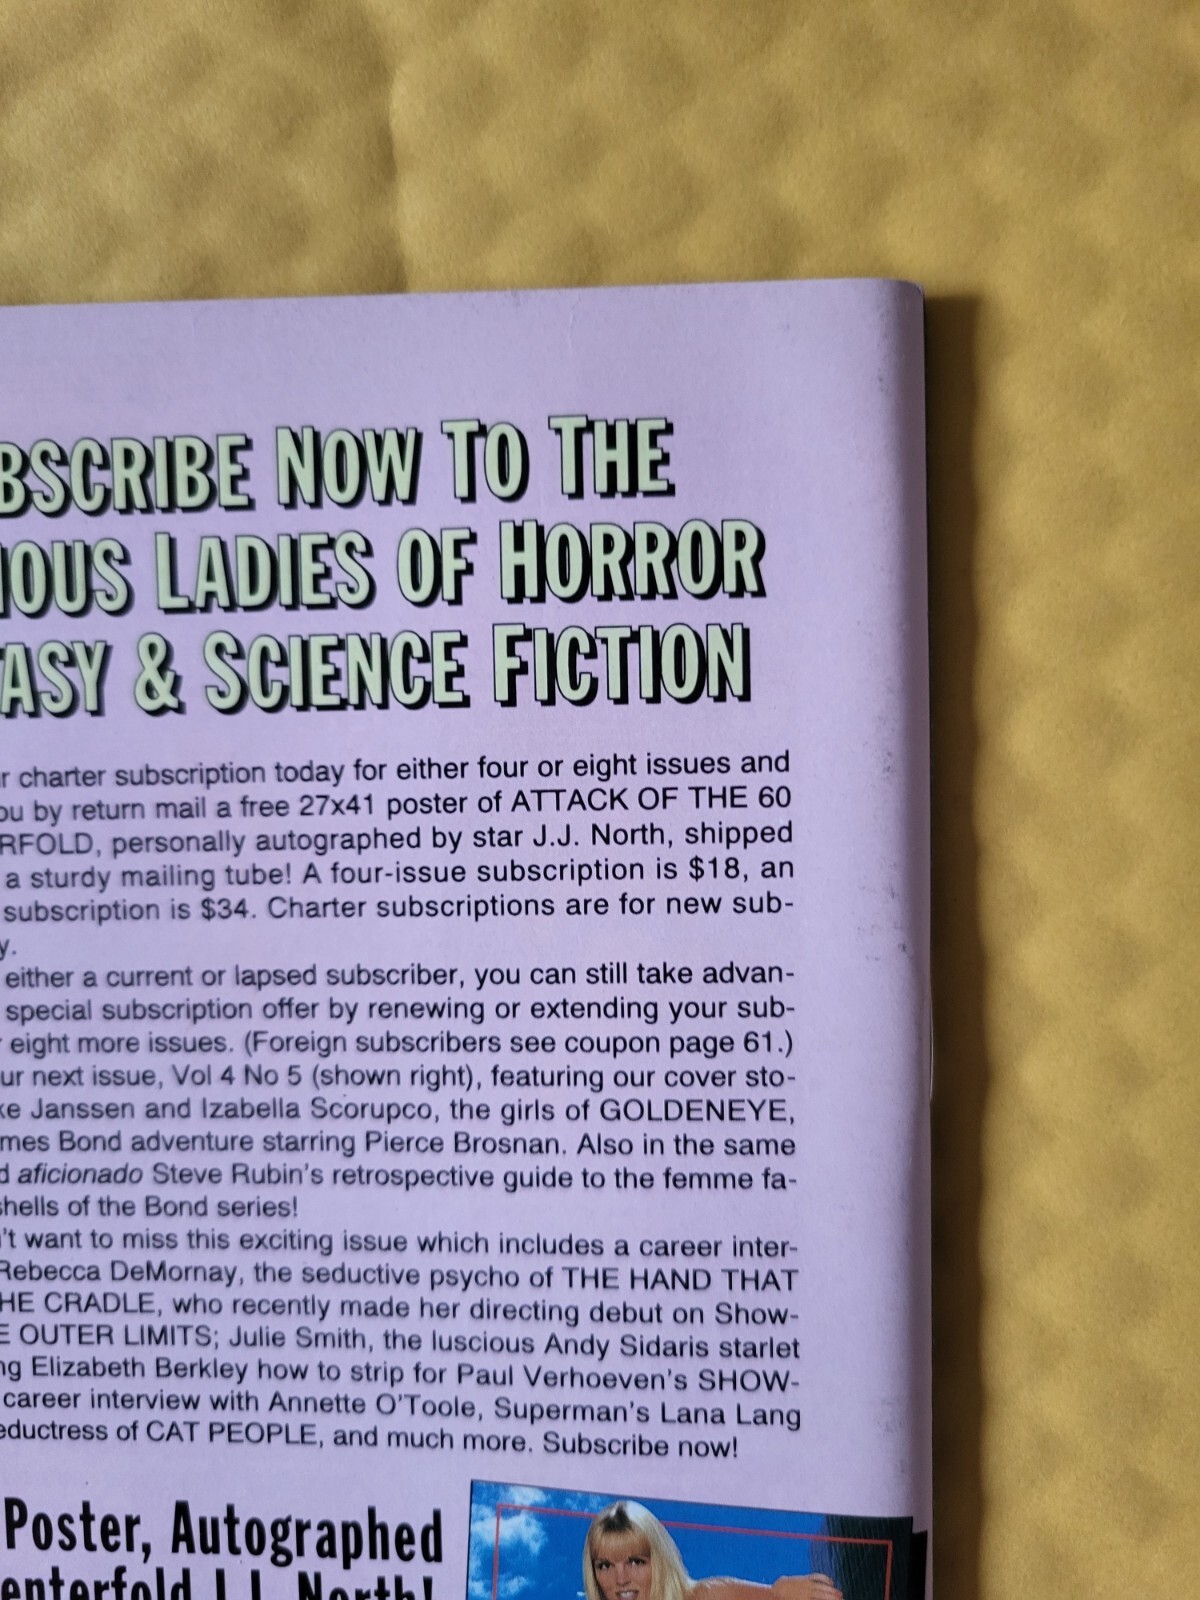 BSCRIBE NOW TO THE
IOUS LADIES OF HORROR
ASY & SCIENCE FICTION
r charter subscription today for either four or eight issues and
ou by return mail a free 27x41 poster of ATTACK OF THE 60
RFOLD, personally autographed by star J.J. North, shipped
a sturdy mailing tube! A four-issue subscription is $18, an
subscription is $34. Charter subscriptions are for new sub-
y.
either a current or lapsed subscriber, you can still take advan-
special subscription offer by renewing or extending your sub-
r eight more issues. (Foreign subscribers see coupon page 61.)
ur next issue, Vol 4 No 5 (shown right), featuring our cover sto-
ke Janssen and Izabella Scorupco, the girls of GOLDENEYE,
mes Bond adventure starring Pierce Brosnan. Also in the same
d aficionado Steve Rubin's retrospective guide to the femme fa-
shells of the Bond series!
't want to miss this exciting issue which includes a career inter-
Rebecca DeMornay, the seductive psycho of THE HAND THAT
HE CRADLE, who recently made her directing debut on Show-
E OUTER LIMITS; Julie Smith, the luscious Andy Sidaris starlet
ng Elizabeth Berkley how to strip for Paul Verhoeven's SHOW-
career interview with Annette O'Toole, Superman's Lana Lang
eductress of CAT PEOPLE, and much more. Subscribe now!
Poster, Autographed
enterfold J.J. North!